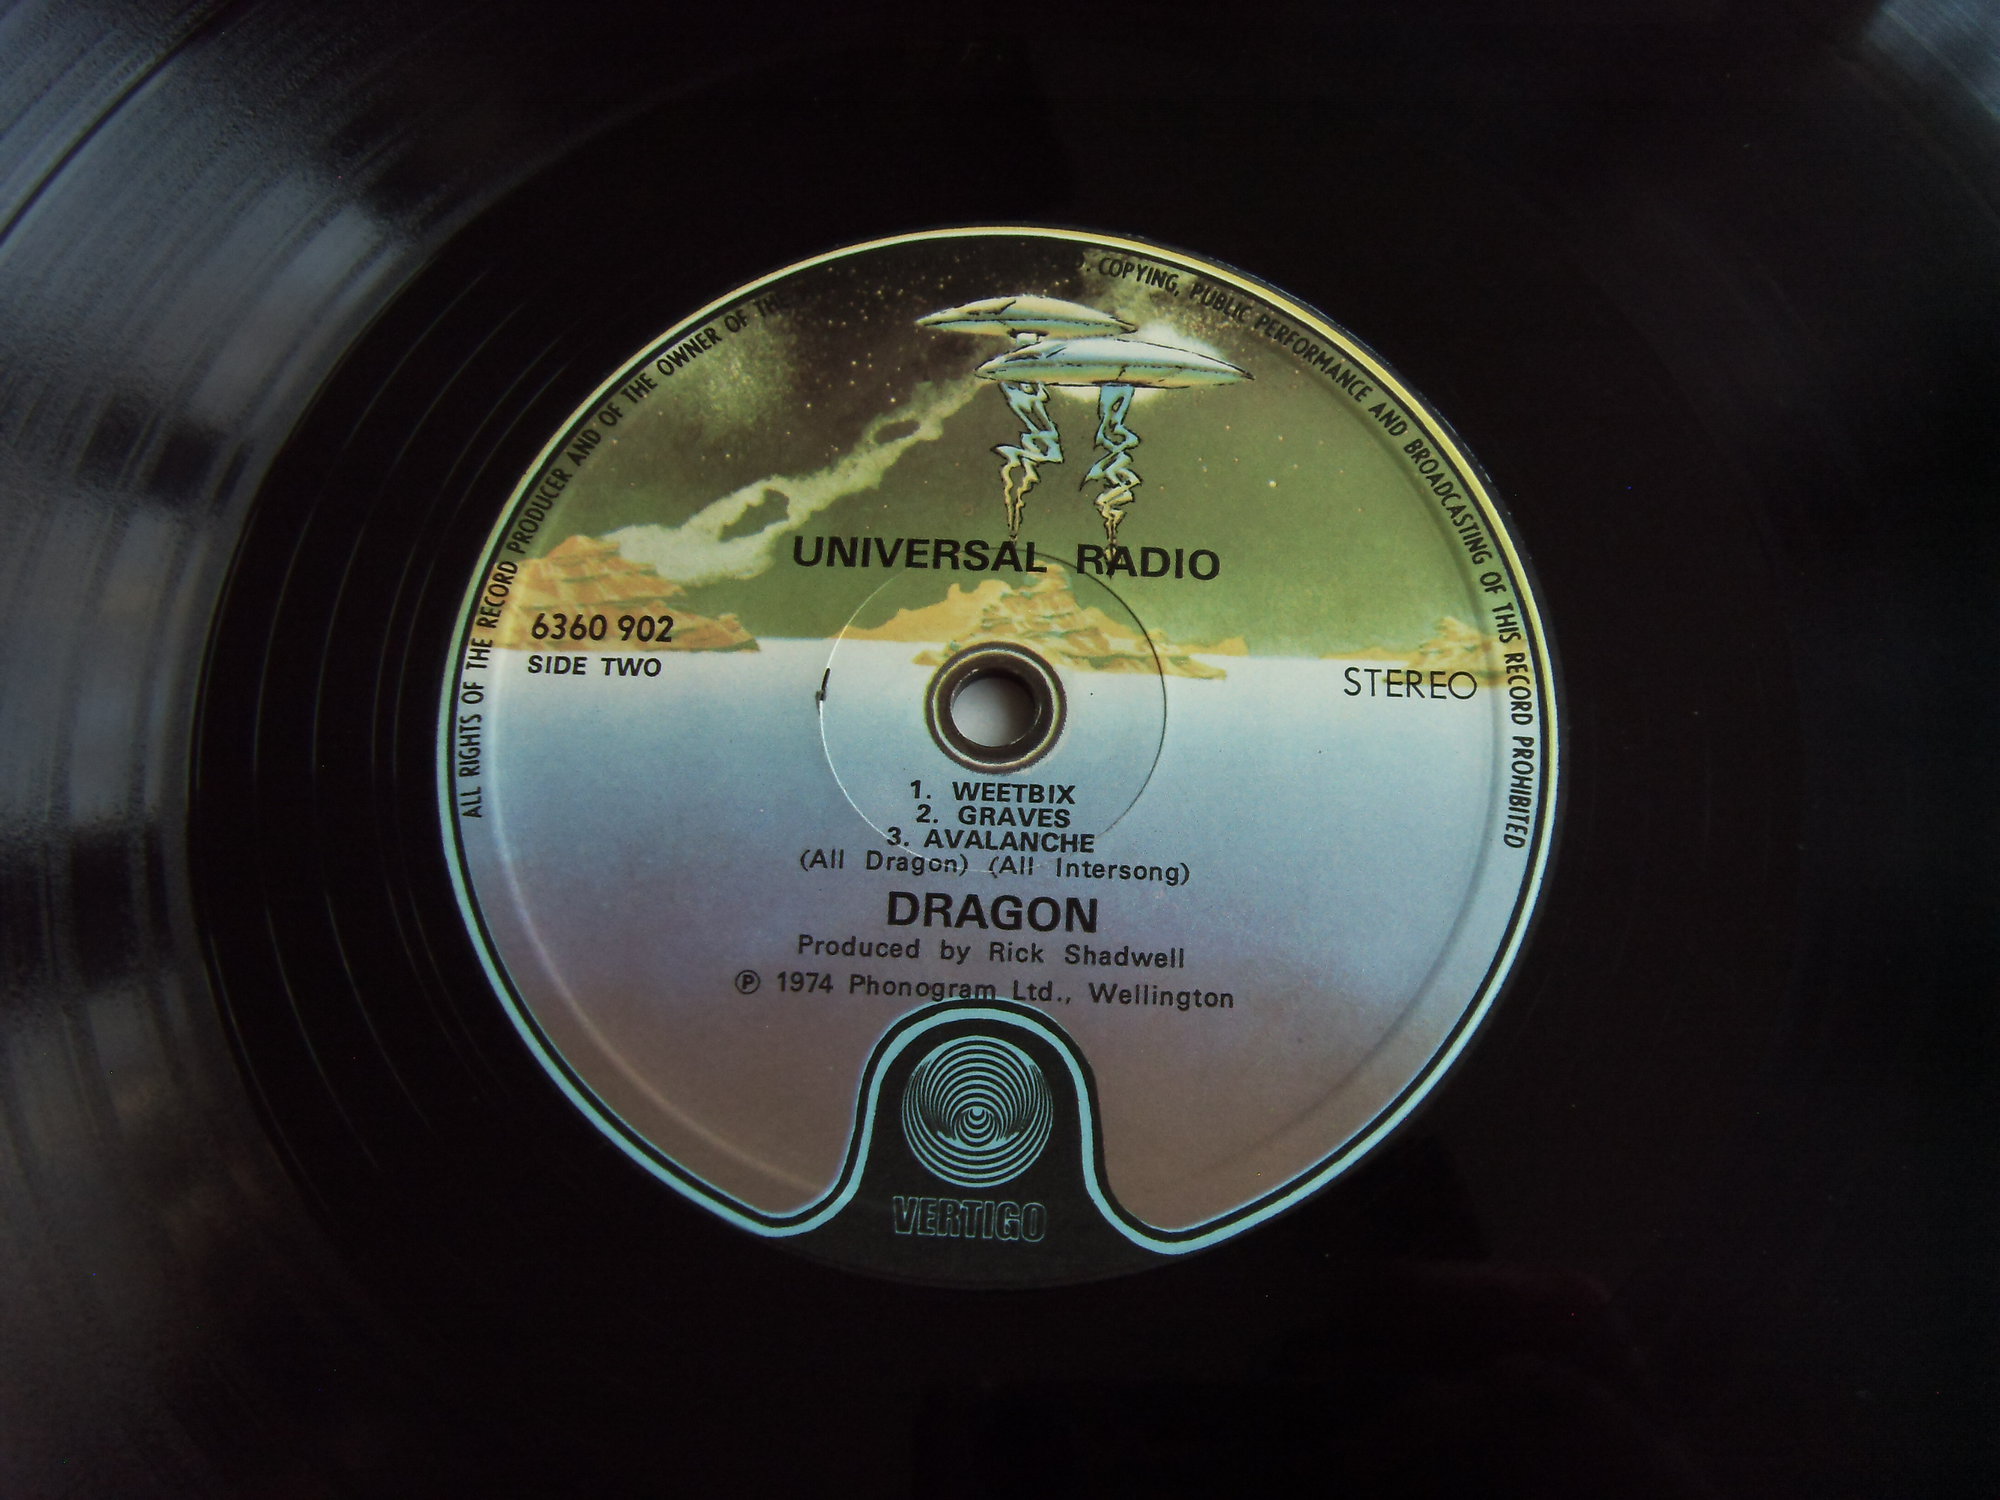 ALL RIGHTS OF THE RECORD PRODUCER AND OF THE OWNER OF THE
. COPYING, PUBLIC PERFORMANCE AND BROADCASTING OF THIS RECORD PROHIBITED
UNIVERSAL RADIO
6360 902
SIDE TWO
STEREO
1. WEETBIX
2. GRAVES
3. AVALANCHE
(All Dragon) (All Intersong)
DRAGON
Produced by Rick Shadwell
℗ 1974 Phonogram Ltd., Wellington
VERTIGO